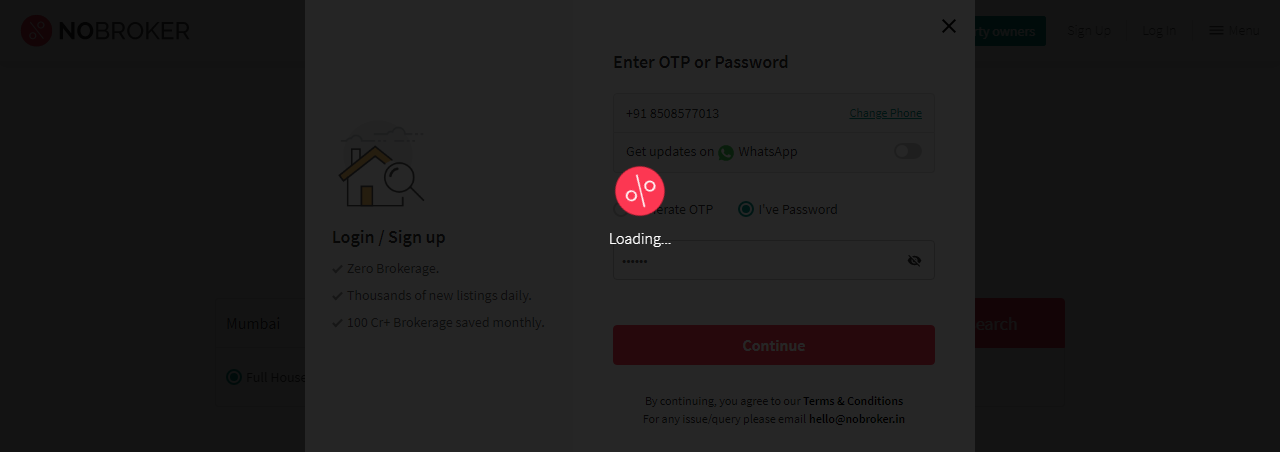 NOBROKER
rty owners
Sign Up
Log In
Menu
Enter OTP or Password
+91 8508577013
Change Phone
Get updates on WhatsApp
erate OTP
I've Password
Loading...
Login / Sign up
Zero Brokerage.
Thousands of new listings daily.
100 Cr+ Brokerage saved monthly.
Mumbai
earch
Full House
Continue
By continuing, you agree to our Terms & Conditions
For any issue/query please email hello@nobroker.in